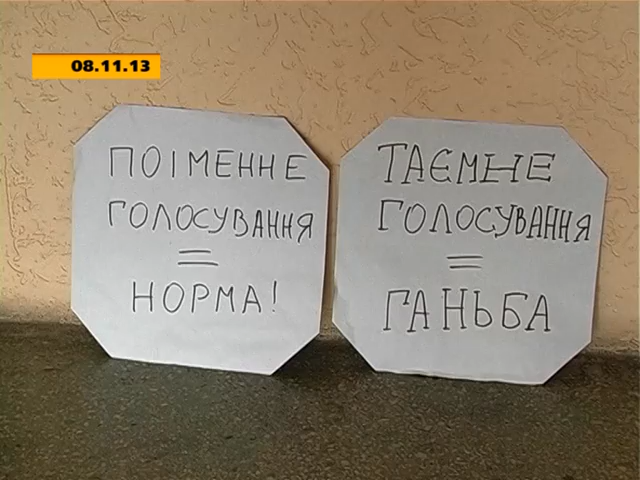 08.11.13
ПОІМЕННЕ
ГОЛОСУВАННЯ
=
НОРМА!
ТАЄМНЕ
ГОЛОСУВАННЯ
=
ГАНЬБА